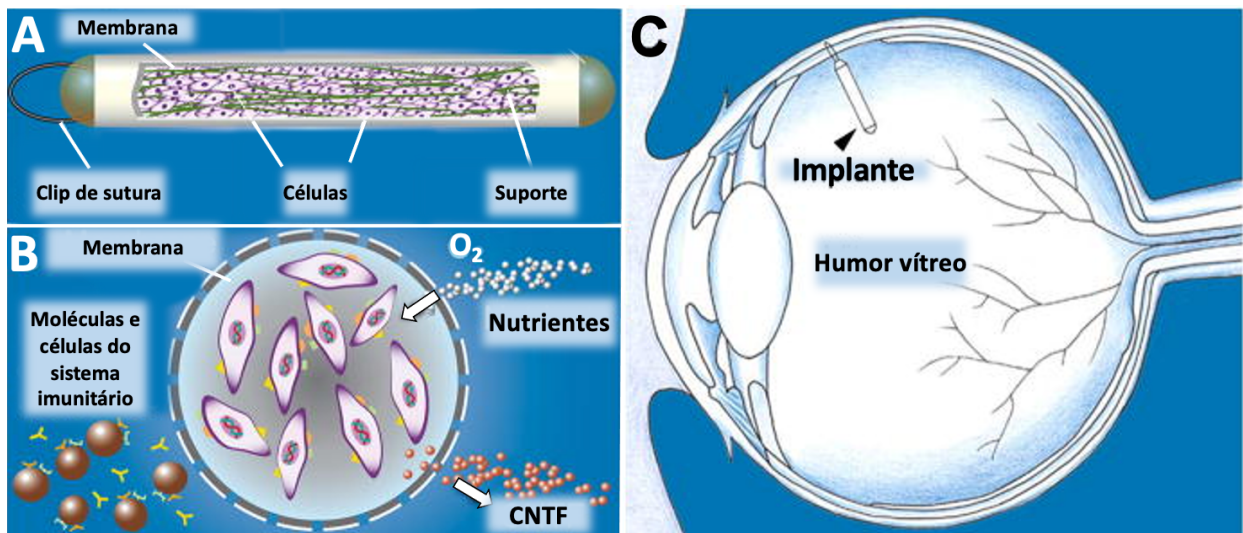 A
Membrana
Clip de sutura
Células
Suporte
B
Membrana
O2
Nutrientes
Moléculas e
células do
sistema
imunitário
CNTF
C
Implante
Humor vítreo